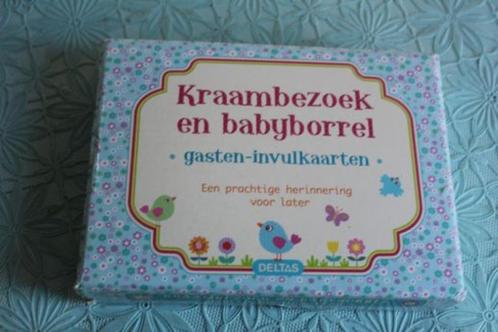 Kraambezoek
en babyborrel
• gasten-invulkaarten •
Een prachtige herinnering
voor later
DELTAS